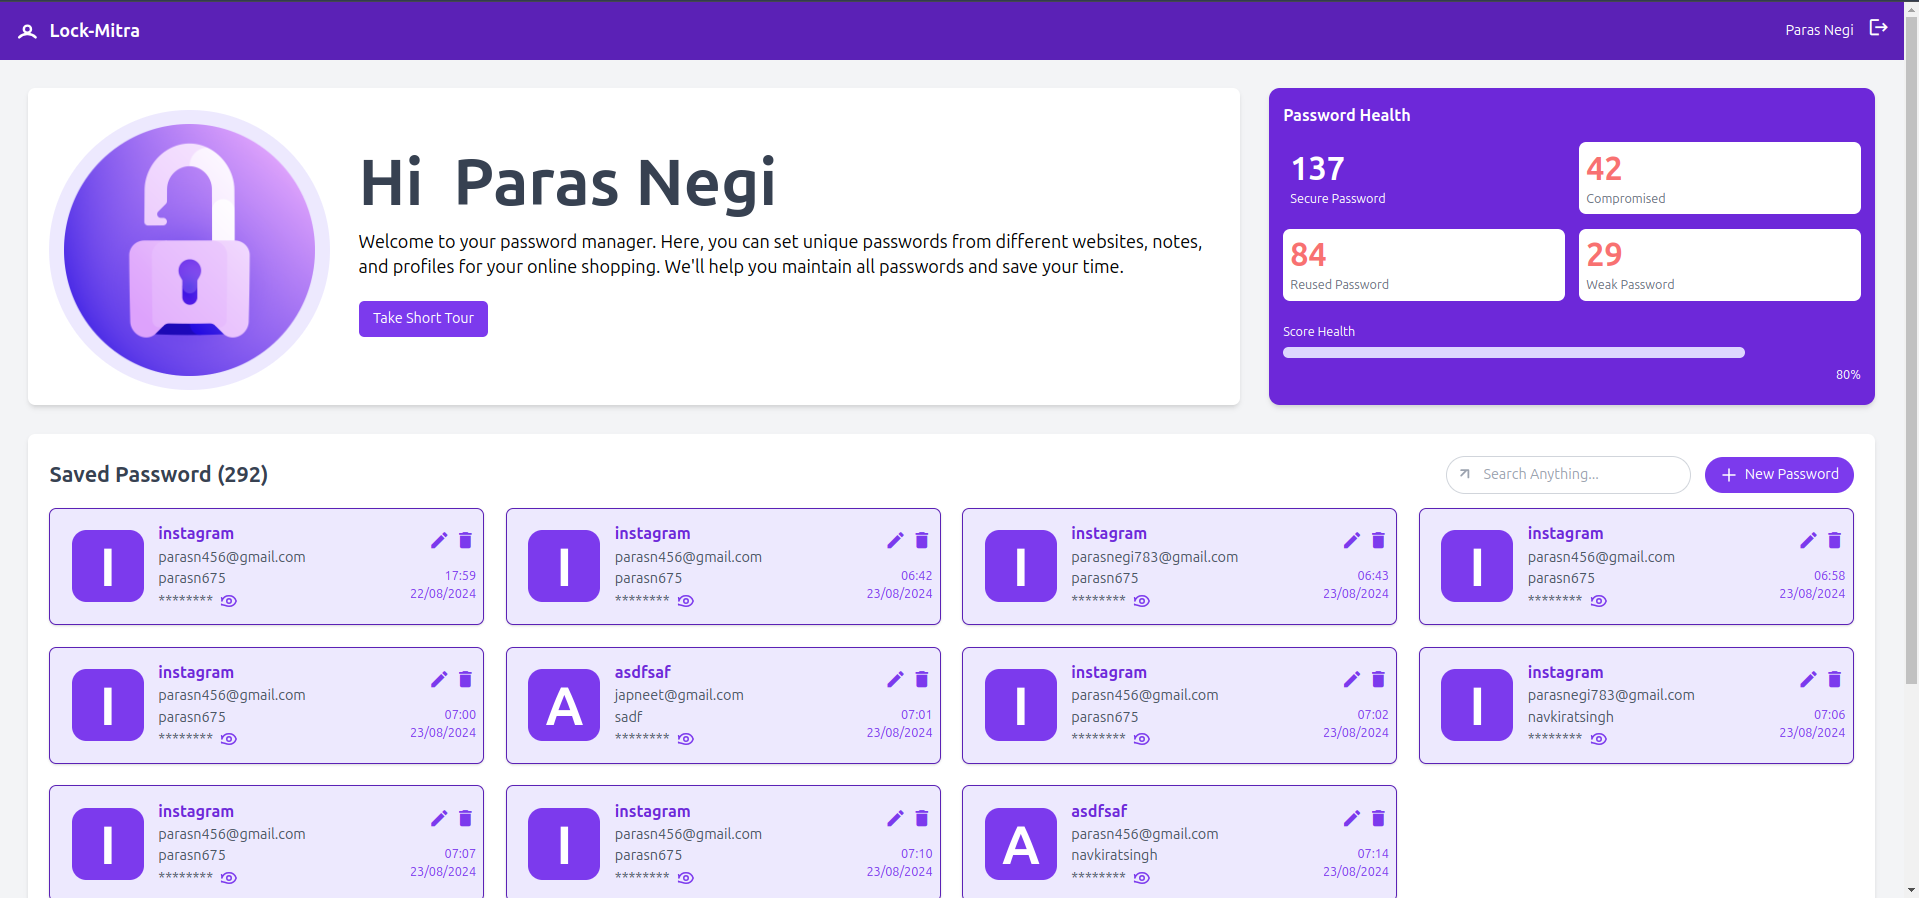 Lock-Mitra
Paras Negi
Hi Paras Negi
Welcome to your password manager. Here, you can set unique passwords from different websites, notes,
and profiles for your online shopping. We'll help you maintain all passwords and save your time.
Take Short Tour
Password Health
137
Secure Password
42
Compromised
84
Reused Password
29
Weak Password
Score Health
80%
Saved Password (292)
Search Anything...
New Password
I
instagram
parasn456@gmail.com
parasn675
********
17:59
22/08/2024
I
instagram
parasn456@gmail.com
parasn675
********
06:42
23/08/2024
I
instagram
parasnegi783@gmail.com
parasn675
********
06:43
23/08/2024
I
instagram
parasn456@gmail.com
parasn675
********
06:58
23/08/2024
I
instagram
parasn456@gmail.com
parasn675
********
07:00
23/08/2024
A
asdfsaf
japneet@gmail.com
sadf
********
07:01
23/08/2024
I
instagram
parasn456@gmail.com
parasn675
********
07:02
23/08/2024
I
instagram
parasnegi783@gmail.com
navkiratsingh
********
07:06
23/08/2024
I
instagram
parasn456@gmail.com
parasn675
********
07:07
23/08/2024
I
instagram
parasn456@gmail.com
parasn675
********
07:10
23/08/2024
A
asdfsaf
parasn456@gmail.com
navkiratsingh
********
07:14
23/08/2024